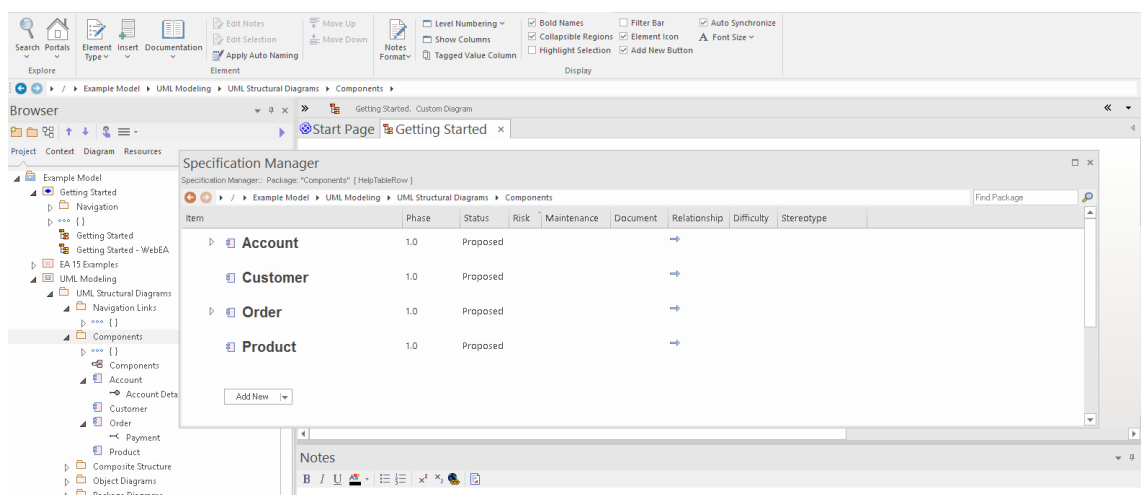 Edit Notes Move Up Level Numbering Bold Names Filter Bar Auto Synchronize
Edit Selection Move Down Show Columns Collapsible Regions Element Icon Font Size
Search Portals Element Type Insert Documentation Apply Auto Naming Notes Format Tagged Value Column Highlight Selection Add New Button
Explore Element Display
/ Example Model UML Modeling UML Structural Diagrams Components
Browser
Getting Started. Custom Diagram
Start Page Getting Started ×
Project Context Diagram Resources
Example Model
Getting Started
Navigation
{ }
Getting Started
Getting Started - WebEA
EA 15 Examples
UML Modeling
UML Structural Diagrams
Navigation Links
{ }
Components
{ }
Components
Account
Account Deta
Customer
Order
Payment
Product
Composite Structure
Object Diagrams
Package Diagrams
Specification Manager
Specification Manager:: Package: "Components" [ HelpTableRow ]
/ Example Model UML Modeling UML Structural Diagrams Components Find Package
Item Phase Status Risk Maintenance Document Relationship Difficulty Stereotype
Account 1.0 Proposed
Customer 1.0 Proposed
Order 1.0 Proposed
Product 1.0 Proposed
Add New
Notes
B I U A x² x₂